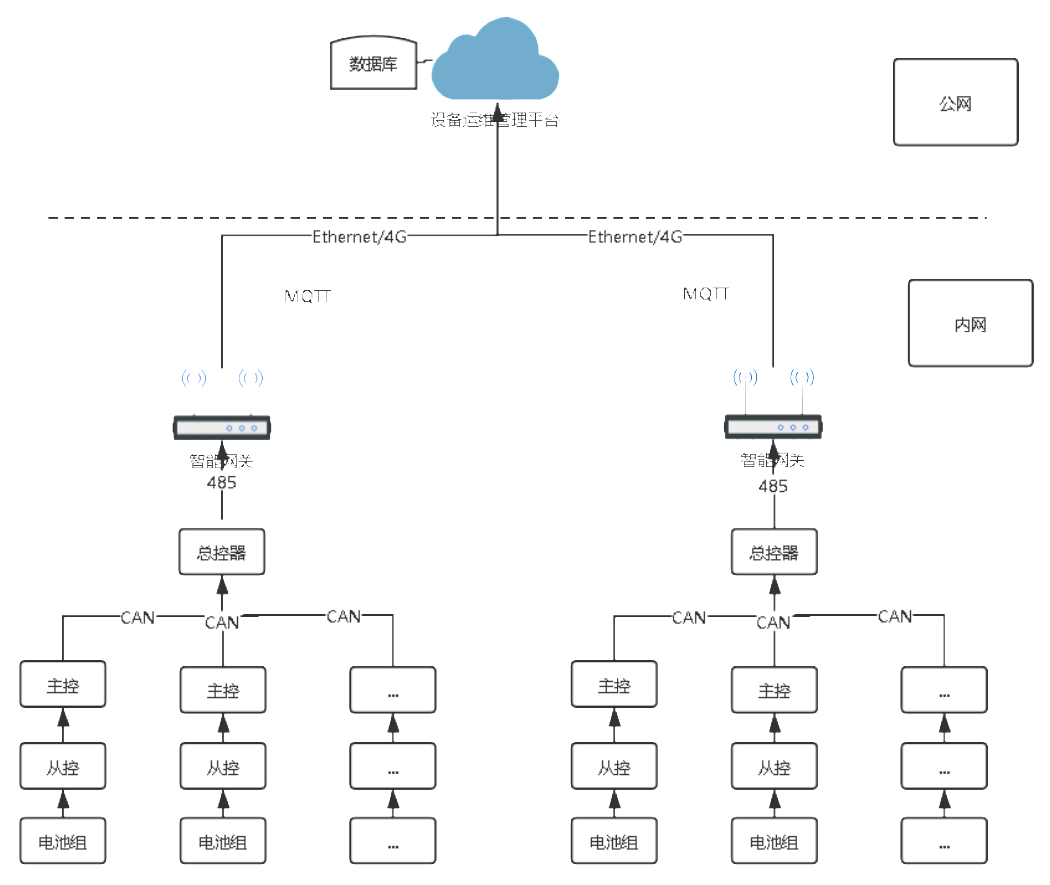 数据库
设备运维管理平台
公网
Ethernet/4G
Ethernet/4G
MQTT
MQTT
内网
智能网关
智能网关
485
485
总控器
总控器
CAN
CAN
CAN
CAN
CAN
CAN
主控
主控
...
主控
主控
...
从控
从控
...
从控
从控
...
电池组
电池组
...
电池组
电池组
...